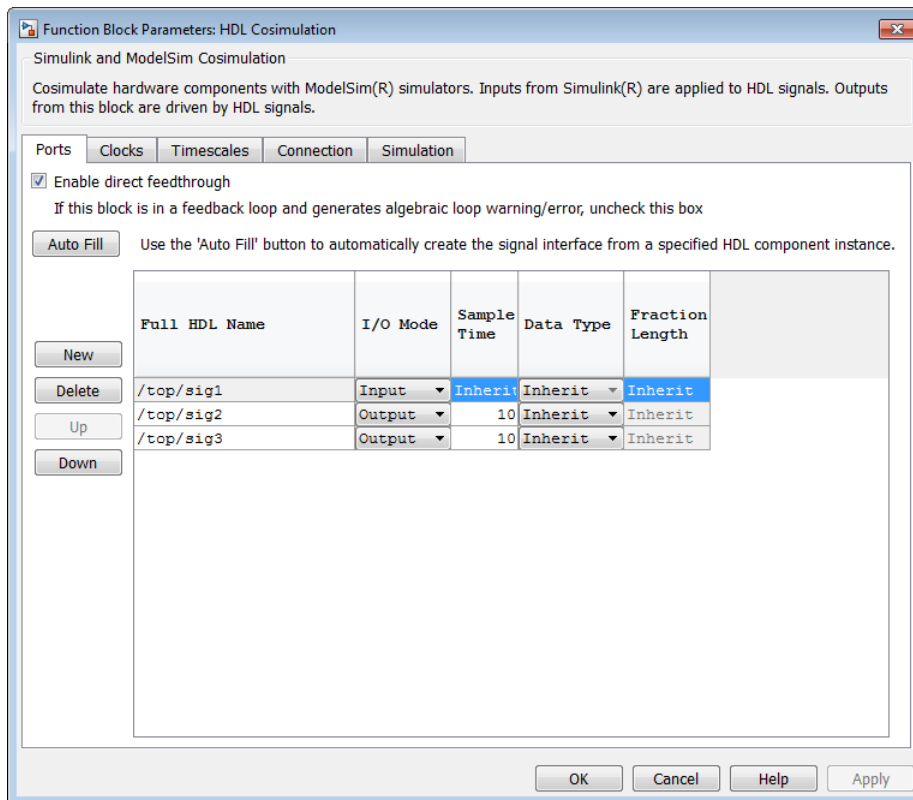 Function Block Parameters: HDL Cosimulation
Simulink and ModelSim Cosimulation
Cosimulate hardware components with ModelSim(R) simulators. Inputs from Simulink(R) are applied to HDL signals. Outputs
from this block are driven by HDL signals.
Ports Clocks Timescales Connection Simulation
Enable direct feedthrough
If this block is in a feedback loop and generates algebraic loop warning/error, uncheck this box
Auto Fill Use the 'Auto Fill' button to automatically create the signal interface from a specified HDL component instance.
Full HDL Name I/O Mode Sample Time Data Type Fraction Length
New
Delete /top/sig1 Input Inherit Inherit Inherit
/top/sig2 Output 10 Inherit Inherit
Up
/top/sig3 Output 10 Inherit Inherit
Down
OK Cancel Help Apply